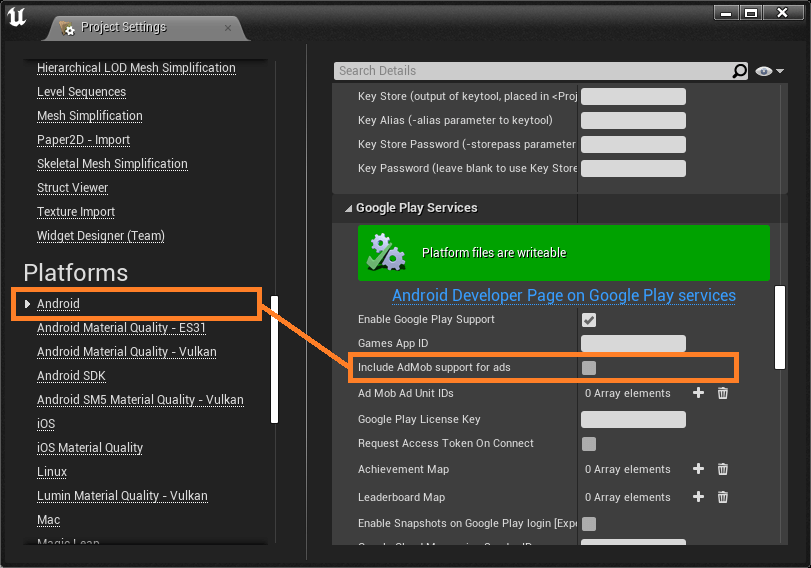 Project Settings
Hierarchical LOD Mesh Simplification
Level Sequences
Mesh Simplification
Paper2D - Import
Skeletal Mesh Simplification
Struct Viewer
Texture Import
Widget Designer (Team)
Platforms
Android
Android Material Quality - ES31
Android Material Quality - Vulkan
Android SDK
Android SM5 Material Quality - Vulkan
iOS
iOS Material Quality
Linux
Lumin Material Quality - Vulkan
Mac
Magic Leap
Search Details
Key Store (output of keytool, placed in <Proj
Key Alias (-alias parameter to keytool)
Key Store Password (-storepass parameter
Key Password (leave blank to use Key Store
Google Play Services
Platform files are writeable
Android Developer Page on Google Play services
Enable Google Play Support
Games App ID
Include AdMob support for ads
Ad Mob Ad Unit IDs 0 Array elements
Google Play License Key
Request Access Token On Connect
Achievement Map 0 Array elements
Leaderboard Map 0 Array elements
Enable Snapshots on Google Play login [Expe